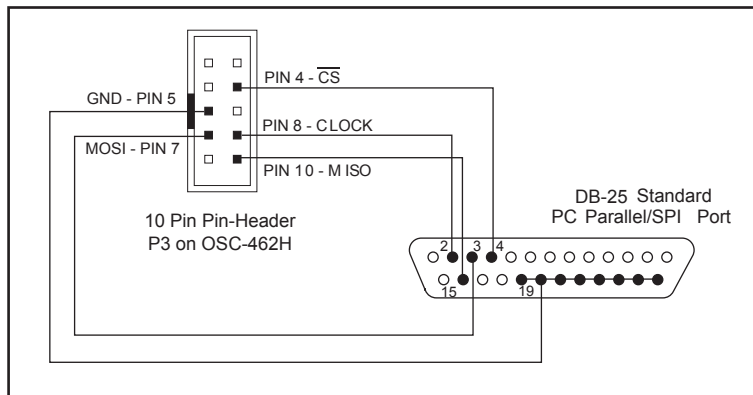 PIN 4 - CS
GND - PIN 5
PIN 8 - CLOCK
MOSI - PIN 7
PIN 10 - MISO
10 Pin Pin-Header
P3 on OSC-462H
DB-25 Standard
PC Parallel/SPI Port
2 3 4
15 19